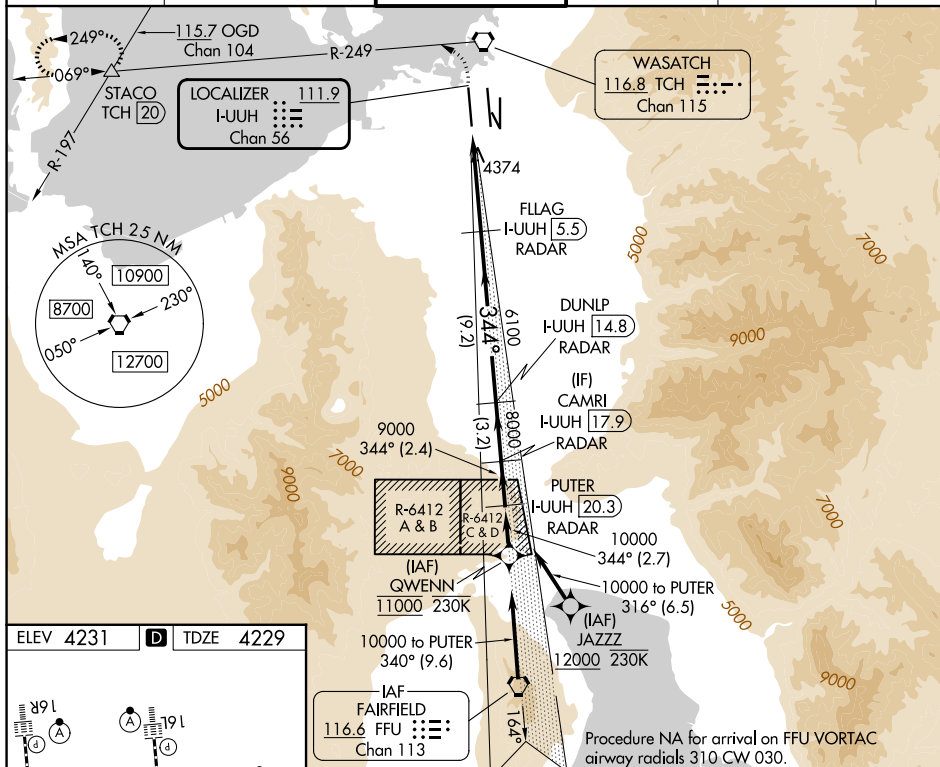 249°
069°
115.7 OGD
Chan 104
R-249
STACO
TCH 20
R-197
LOCALIZER 111.9
I-UUH
Chan 56
WASATCH
116.8 TCH
Chan 115
4374
FLLAG
I-UUH 5.5
RADAR
MSA TCH 25 NM
140°
10900
8700
230°
050°
12700
5000
7000
344°
(9.2)
6100
DUNLP
I-UUH 14.8
RADAR
9000
5000
(IF)
CAMRI
I-UUH 17.9
RADAR
(3.2)
8000
9000
344° (2.4)
7000
9000
R-6412
A & B
R-6412
C & D
PUTER
I-UUH 20.3
RADAR
7000
10000
344° (2.7)
(IAF)
QWENN
11000 230K
10000 to PUTER
316° (6.5)
(IAF)
JAZZZ
12000 230K
5000
9000
10000 to PUTER
340° (9.6)
IAF
FAIRFIELD
116.6 FFU
Chan 113
164°
Procedure NA for arrival on FFU VORTAC
airway radials 310 CW 030.
ELEV 4231 D TDZE 4229
16R
A
P
A
16L
P